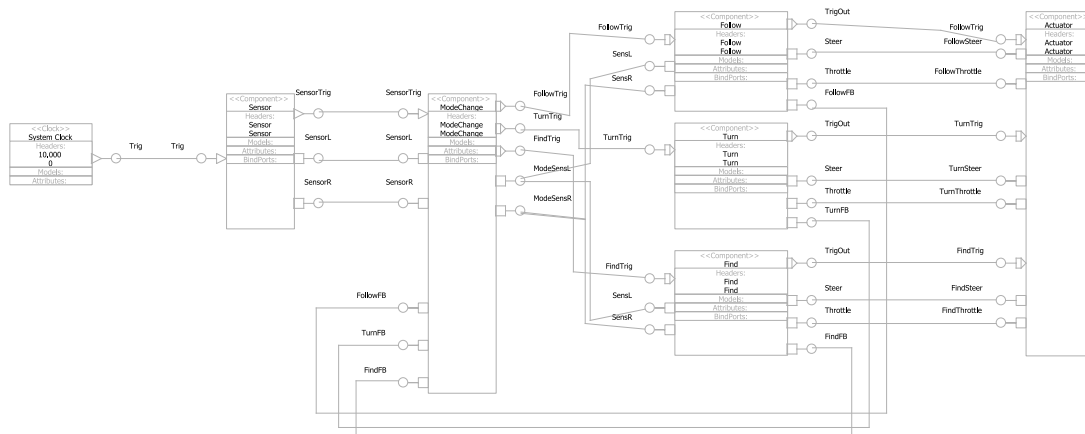 <<Clock>>
System Clock
Headers:
10,000
0
Models:
Attributes:
Trig
Trig
<<Component>>
Sensor
Headers:
Sensor
Sensor
Models:
Attributes:
BindPorts:
SensorTrig
SensorL
SensorR
SensorTrig
SensorL
SensorR
FollowFB
TurnFB
FindFB
<<Component>>
ModeChange
Headers:
ModeChange
ModeChange
Models:
Attributes:
BindPorts:
FollowTrig
TurnTrig
FindTrig
ModeSensL
ModeSensR
FollowTrig
SensL
SensR
<<Component>>
Follow
Headers:
Follow
Follow
Models:
Attributes:
BindPorts:
TrigOut
Steer
Throttle
FollowFB
TurnTrig
<<Component>>
Turn
Headers:
Turn
Turn
Models:
Attributes:
BindPorts:
TrigOut
Steer
Throttle
TurnFB
FindTrig
SensL
SensR
<<Component>>
Find
Headers:
Find
Find
Models:
Attributes:
BindPorts:
TrigOut
Steer
Throttle
FindFB
FollowTrig
FollowSteer
FollowThrottle
TurnTrig
TurnSteer
TurnThrottle
FindTrig
FindSteer
FindThrottle
<<Component>>
Actuator
Headers:
Actuator
Actuator
Models:
Attributes:
BindPorts: